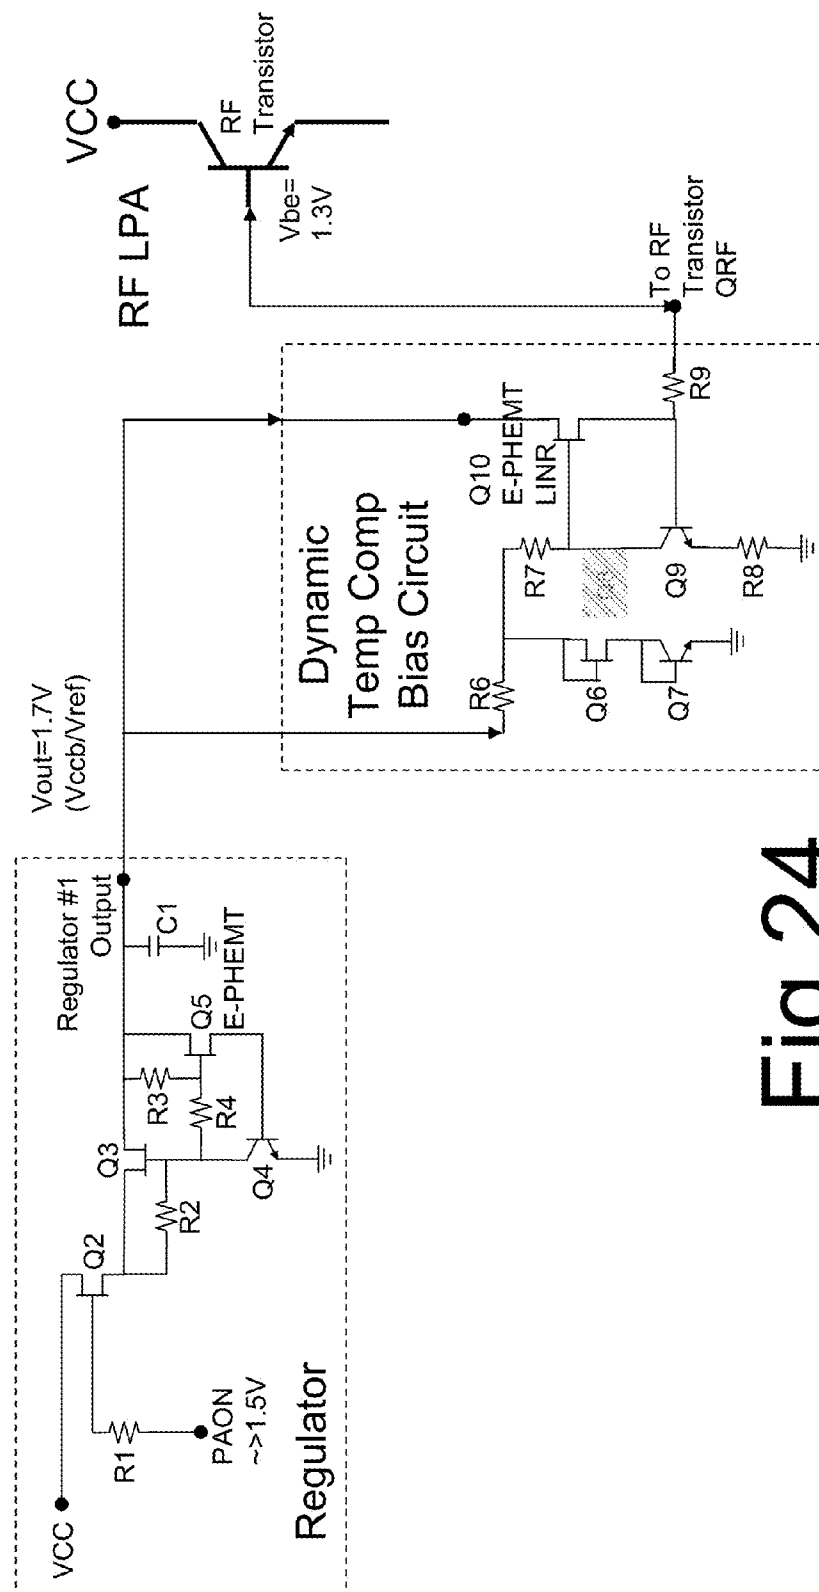 VCC
R1
PAON
~>1.5V
Regulator
Q2
R2
Q3
R3
R4
Q4
Q5
E-PHEMT
C1
Regulator #1
Output
Vout=1.7V
(Vccb/Vref)
Dynamic
Temp Comp
Bias Circuit
R6
Q6
Q7
R7
Q9
R8
Q10
E-PHEMT
LINR
R9
To RF
Transistor
QRF
RF LPA
VCC
RF
Transistor
Vbe=
1.3V
Fig 24